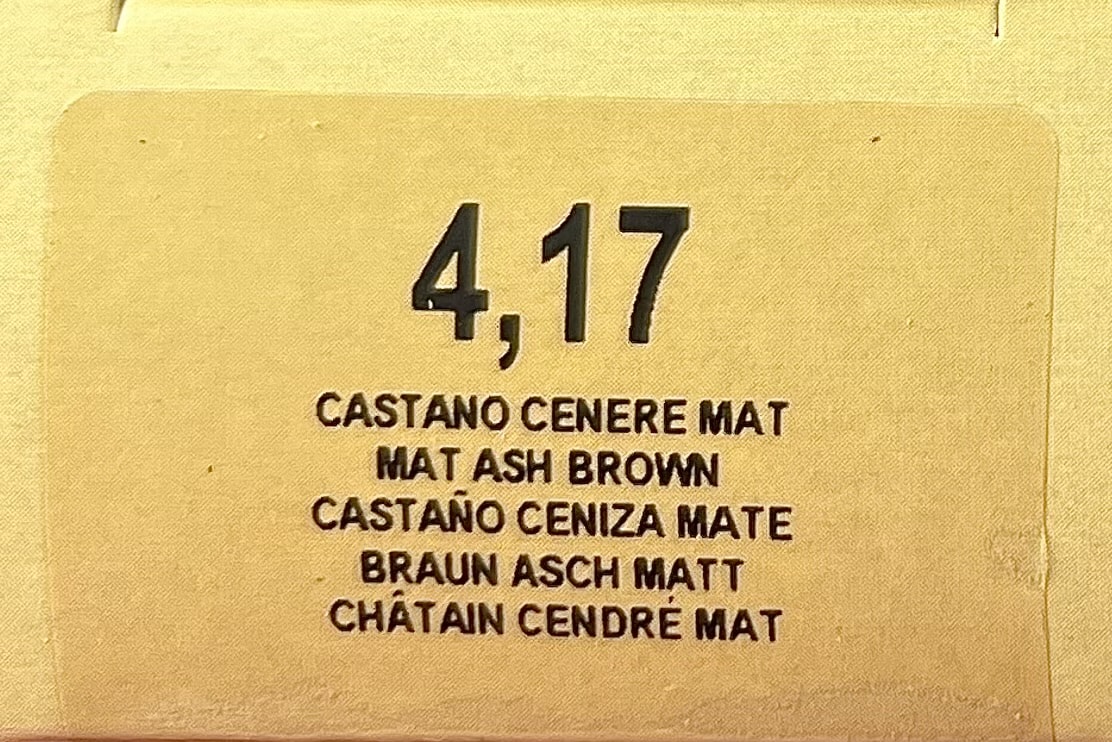 4,17
CASTANO CENERE MAT
MAT ASH BROWN
CASTAÑO CENIZA MATE
BRAUN ASCH MATT
CHÂTAIN CENDRÉ MAT